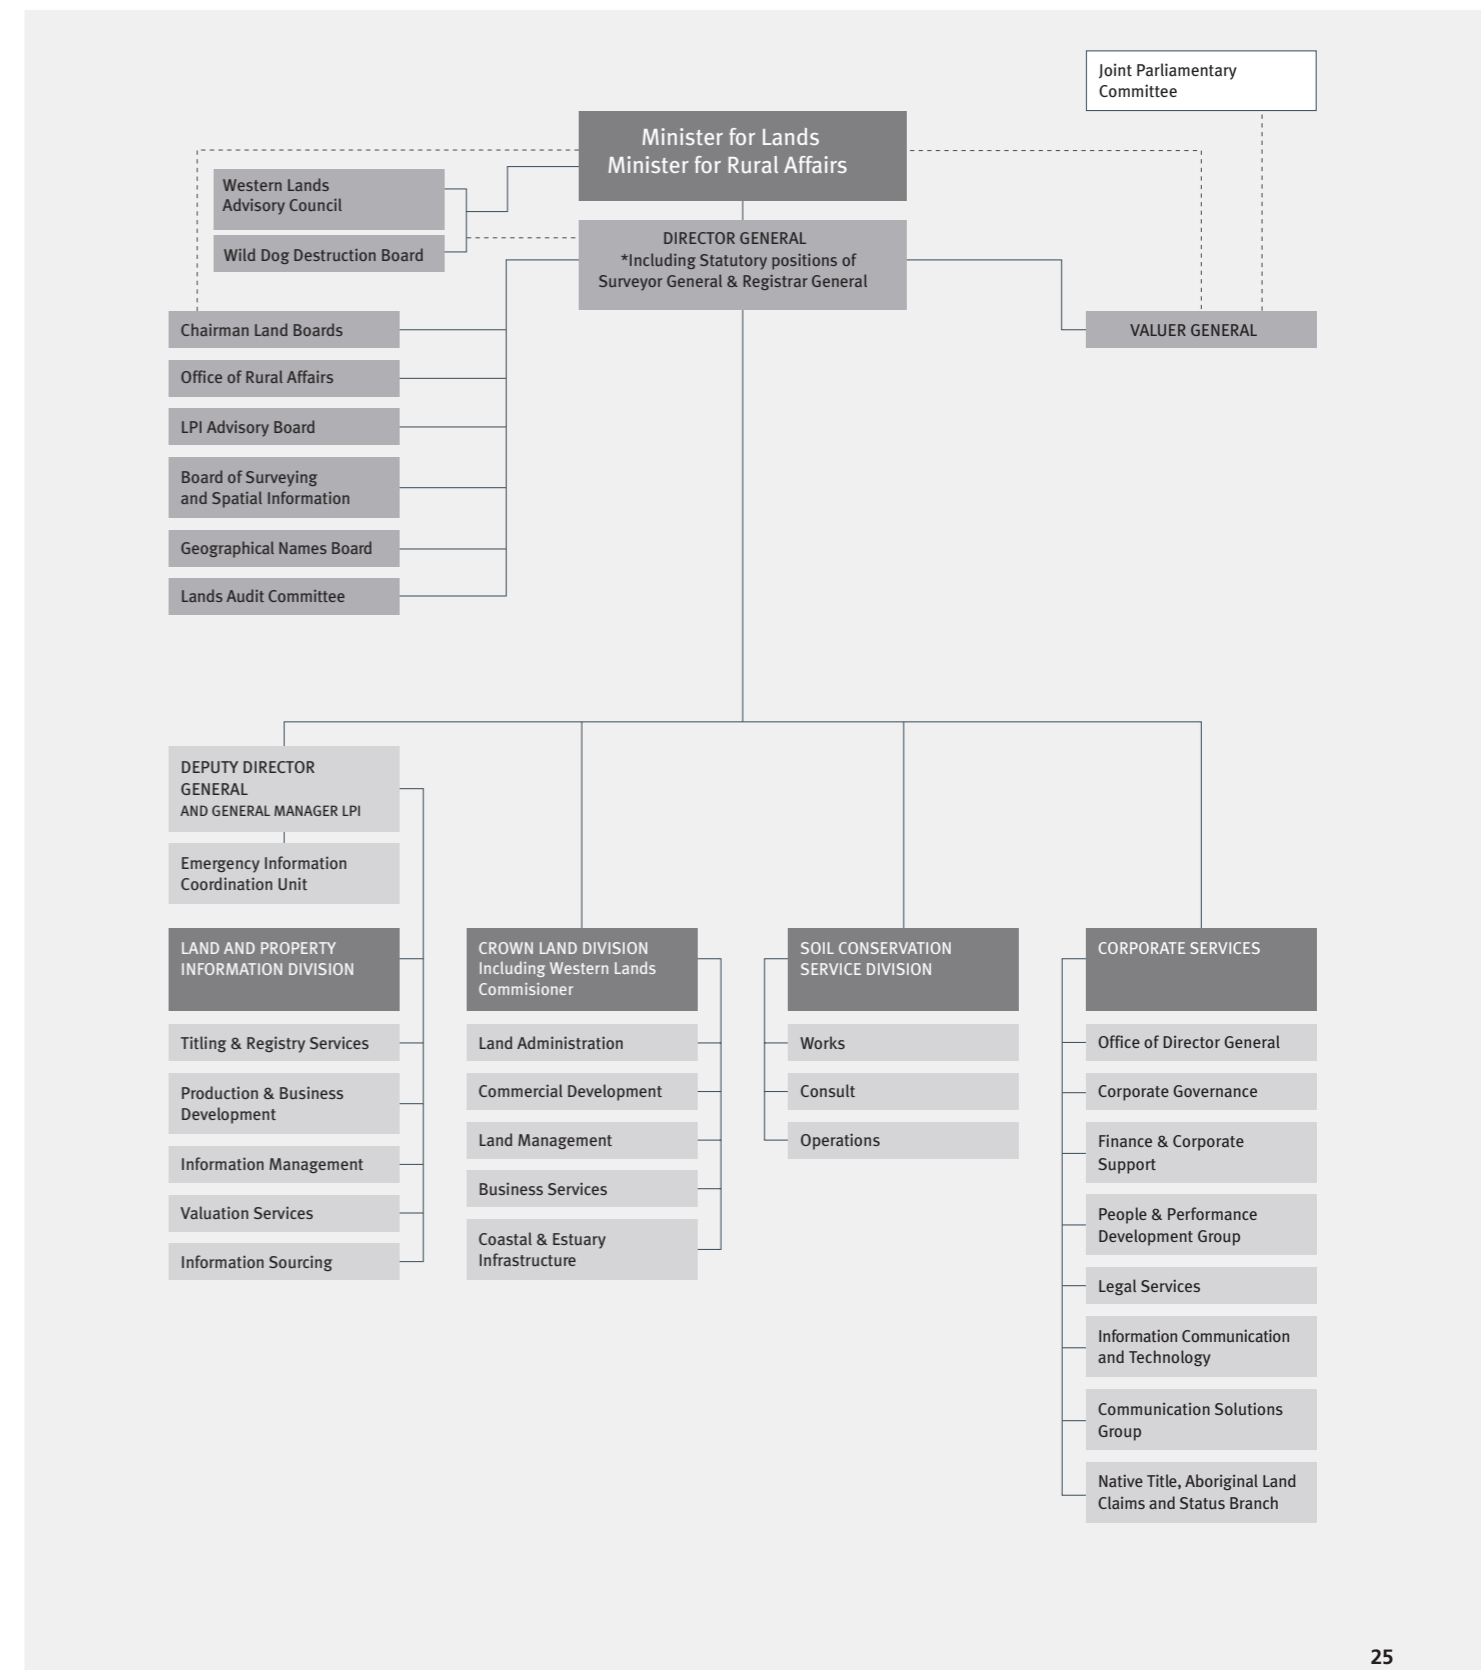 Joint Parliamentary
Committee
Minister for Lands
Minister for Rural Affairs
Western Lands
Advisory Council
Wild Dog Destruction Board
DIRECTOR GENERAL
*Including Statutory positions of
Surveyor General & Registrar General
Chairman Land Boards
VALUER GENERAL
Office of Rural Affairs
LPI Advisory Board
Board of Surveying
and Spatial Information
Geographical Names Board
Lands Audit Committee
DEPUTY DIRECTOR
GENERAL
AND GENERAL MANAGER LPI
Emergency Information
Coordination Unit
LAND AND PROPERTY
INFORMATION DIVISION
Titling & Registry Services
Production & Business
Development
Information Management
Valuation Services
Information Sourcing
CROWN LAND DIVISION
Including Western Lands
Commisioner
Land Administration
Commercial Development
Land Management
Business Services
Coastal & Estuary
Infrastructure
SOIL CONSERVATION
SERVICE DIVISION
Works
Consult
Operations
CORPORATE SERVICES
Office of Director General
Corporate Governance
Finance & Corporate
Support
People & Performance
Development Group
Legal Services
Information Communication
and Technology
Communication Solutions
Group
Native Title, Aboriginal Land
Claims and Status Branch
25